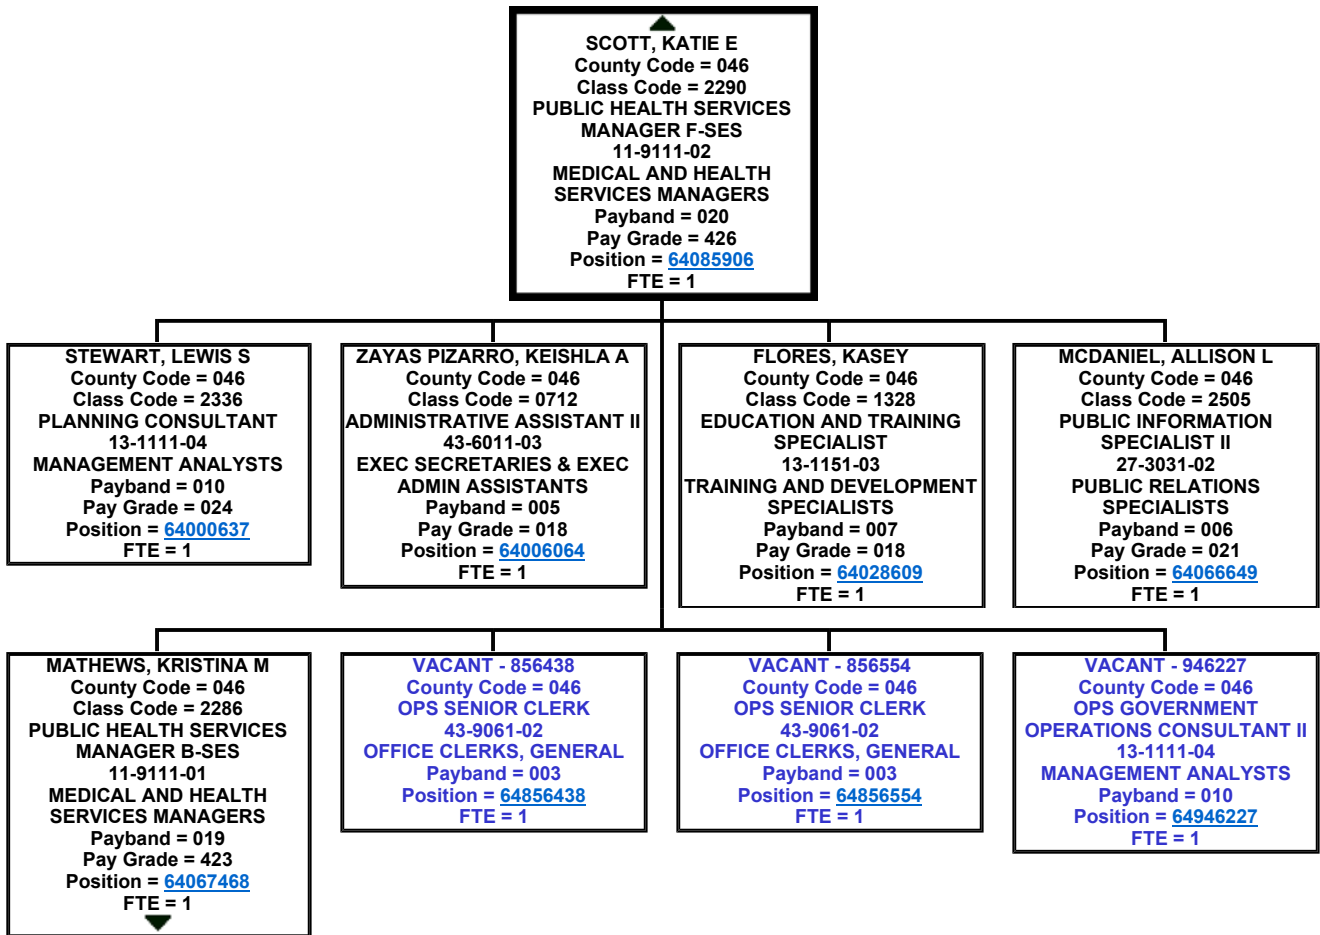 SCOTT, KATIE E
County Code = 046
Class Code = 2290
PUBLIC HEALTH SERVICES
MANAGER F-SES
11-9111-02
MEDICAL AND HEALTH
SERVICES MANAGERS
Payband = 020
Pay Grade = 426
Position = 64085906
FTE = 1
STEWART, LEWIS S
County Code = 046
Class Code = 2336
PLANNING CONSULTANT
13-1111-04
MANAGEMENT ANALYSTS
Payband = 010
Pay Grade = 024
Position = 64000637
FTE = 1
ZAYAS PIZARRO, KEISHLA A
County Code = 046
Class Code = 0712
ADMINISTRATIVE ASSISTANT II
43-6011-03
EXEC SECRETARIES & EXEC
ADMIN ASSISTANTS
Payband = 005
Pay Grade = 018
Position = 64006064
FTE = 1
FLORES, KASEY
County Code = 046
Class Code = 1328
EDUCATION AND TRAINING
SPECIALIST
13-1151-03
TRAINING AND DEVELOPMENT
SPECIALISTS
Payband = 007
Pay Grade = 018
Position = 64028609
FTE = 1
MCDANIEL, ALLISON L
County Code = 046
Class Code = 2505
PUBLIC INFORMATION
SPECIALIST II
27-3031-02
PUBLIC RELATIONS
SPECIALISTS
Payband = 006
Pay Grade = 021
Position = 64066649
FTE = 1
MATHEWS, KRISTINA M
County Code = 046
Class Code = 2286
PUBLIC HEALTH SERVICES
MANAGER B-SES
11-9111-01
MEDICAL AND HEALTH
SERVICES MANAGERS
Payband = 019
Pay Grade = 423
Position = 64067468
FTE = 1
VACANT - 856438
County Code = 046
OPS SENIOR CLERK
43-9061-02
OFFICE CLERKS, GENERAL
Payband = 003
Position = 64856438
FTE = 1
VACANT - 856554
County Code = 046
OPS SENIOR CLERK
43-9061-02
OFFICE CLERKS, GENERAL
Payband = 003
Position = 64856554
FTE = 1
VACANT - 946227
County Code = 046
OPS GOVERNMENT
OPERATIONS CONSULTANT II
13-1111-04
MANAGEMENT ANALYSTS
Payband = 010
Position = 64946227
FTE = 1